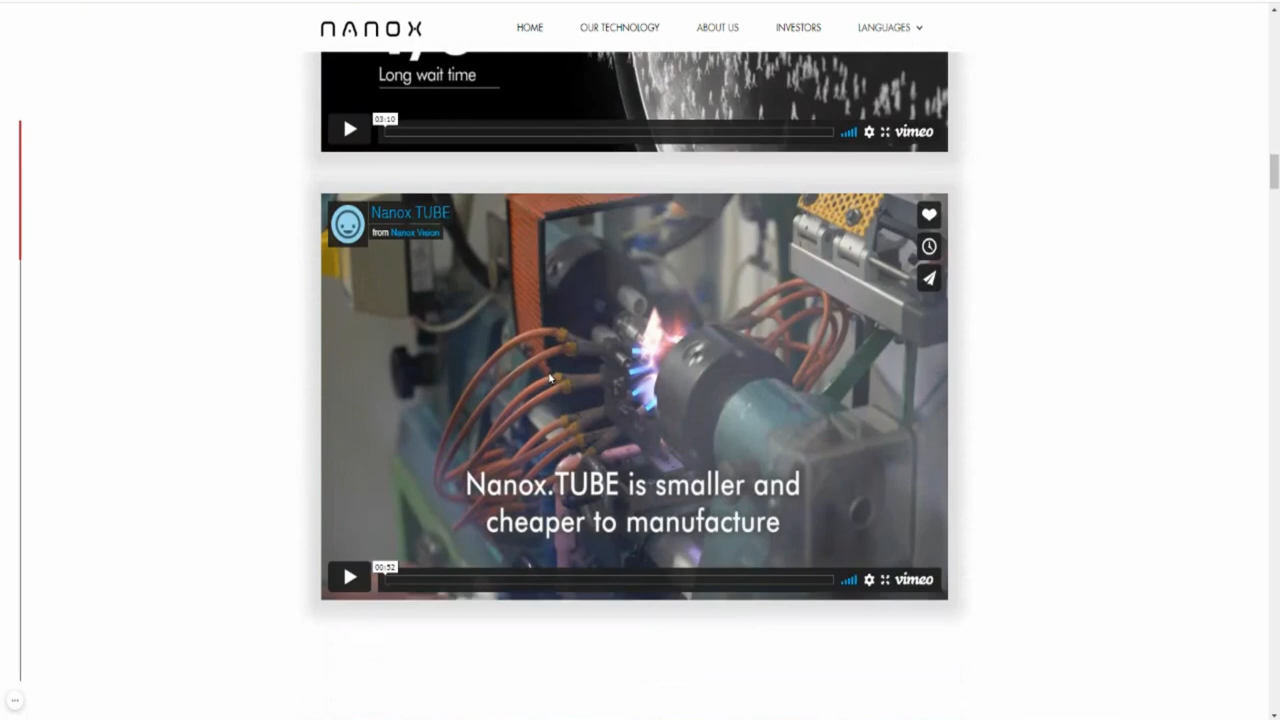 NANOX
HOME OUR TECHNOLOGY ABOUT US INVESTORS LANGUAGES
Long wait time
03:10
vimeo
Nanox TUBE
from Nanox Vision
Nanox.TUBE is smaller and
cheaper to manufacture
00:52
vimeo